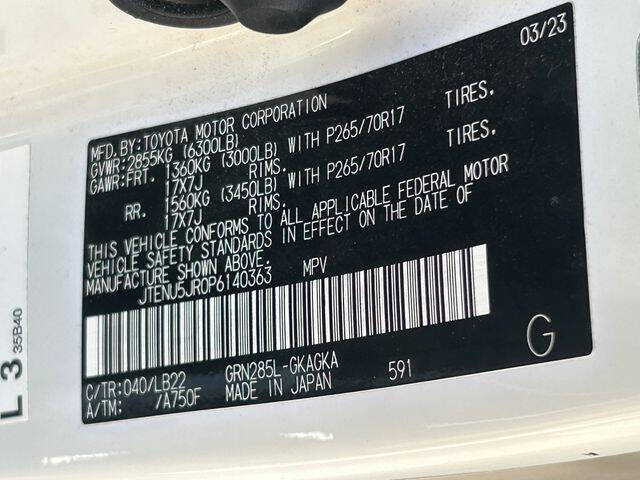 03/23
MFD.BY:TOYOTA MOTOR CORPORATION
GVWR:2855KG (6300LB)
GAWR:FRT. 1360KG (3000LB) WITH P265/70R17 TIRES,
17X7J RIMS.
RR. 1560KG (3450LB) WITH P265/70R17 TIRES,
17X7J RIMS.
THIS VEHICLE CONFORMS TO ALL APPLICABLE FEDERAL MOTOR
VEHICLE SAFETY STANDARDS IN EFFECT ON THE DATE OF
MANUFACTURE SHOWN ABOVE.
JTENU5JR0P6140363 MPV
C/TR:040/LB22 GRN285L-GKAGKA 591
A/TM: /A750F MADE IN JAPAN
G
L 3 35B40